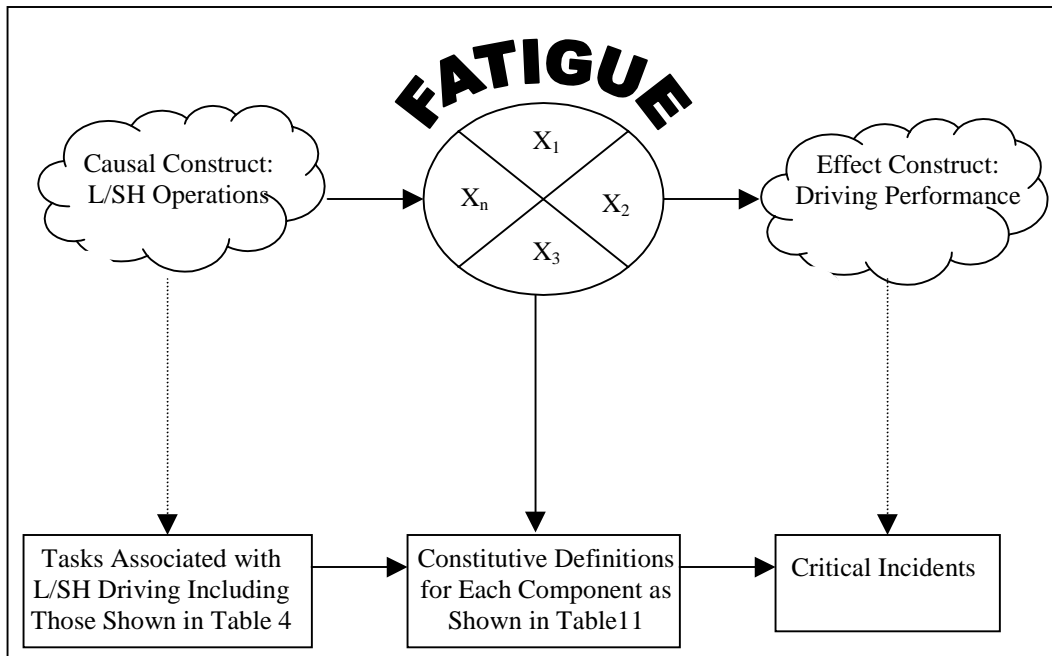 FATIGUE
Causal Construct:
L/SH Operations
X1
Xn
X2
X3
Effect Construct:
Driving Performance
Tasks Associated with
L/SH Driving Including
Those Shown in Table 4
Constitutive Definitions
for Each Component as
Shown in Table11
Critical Incidents